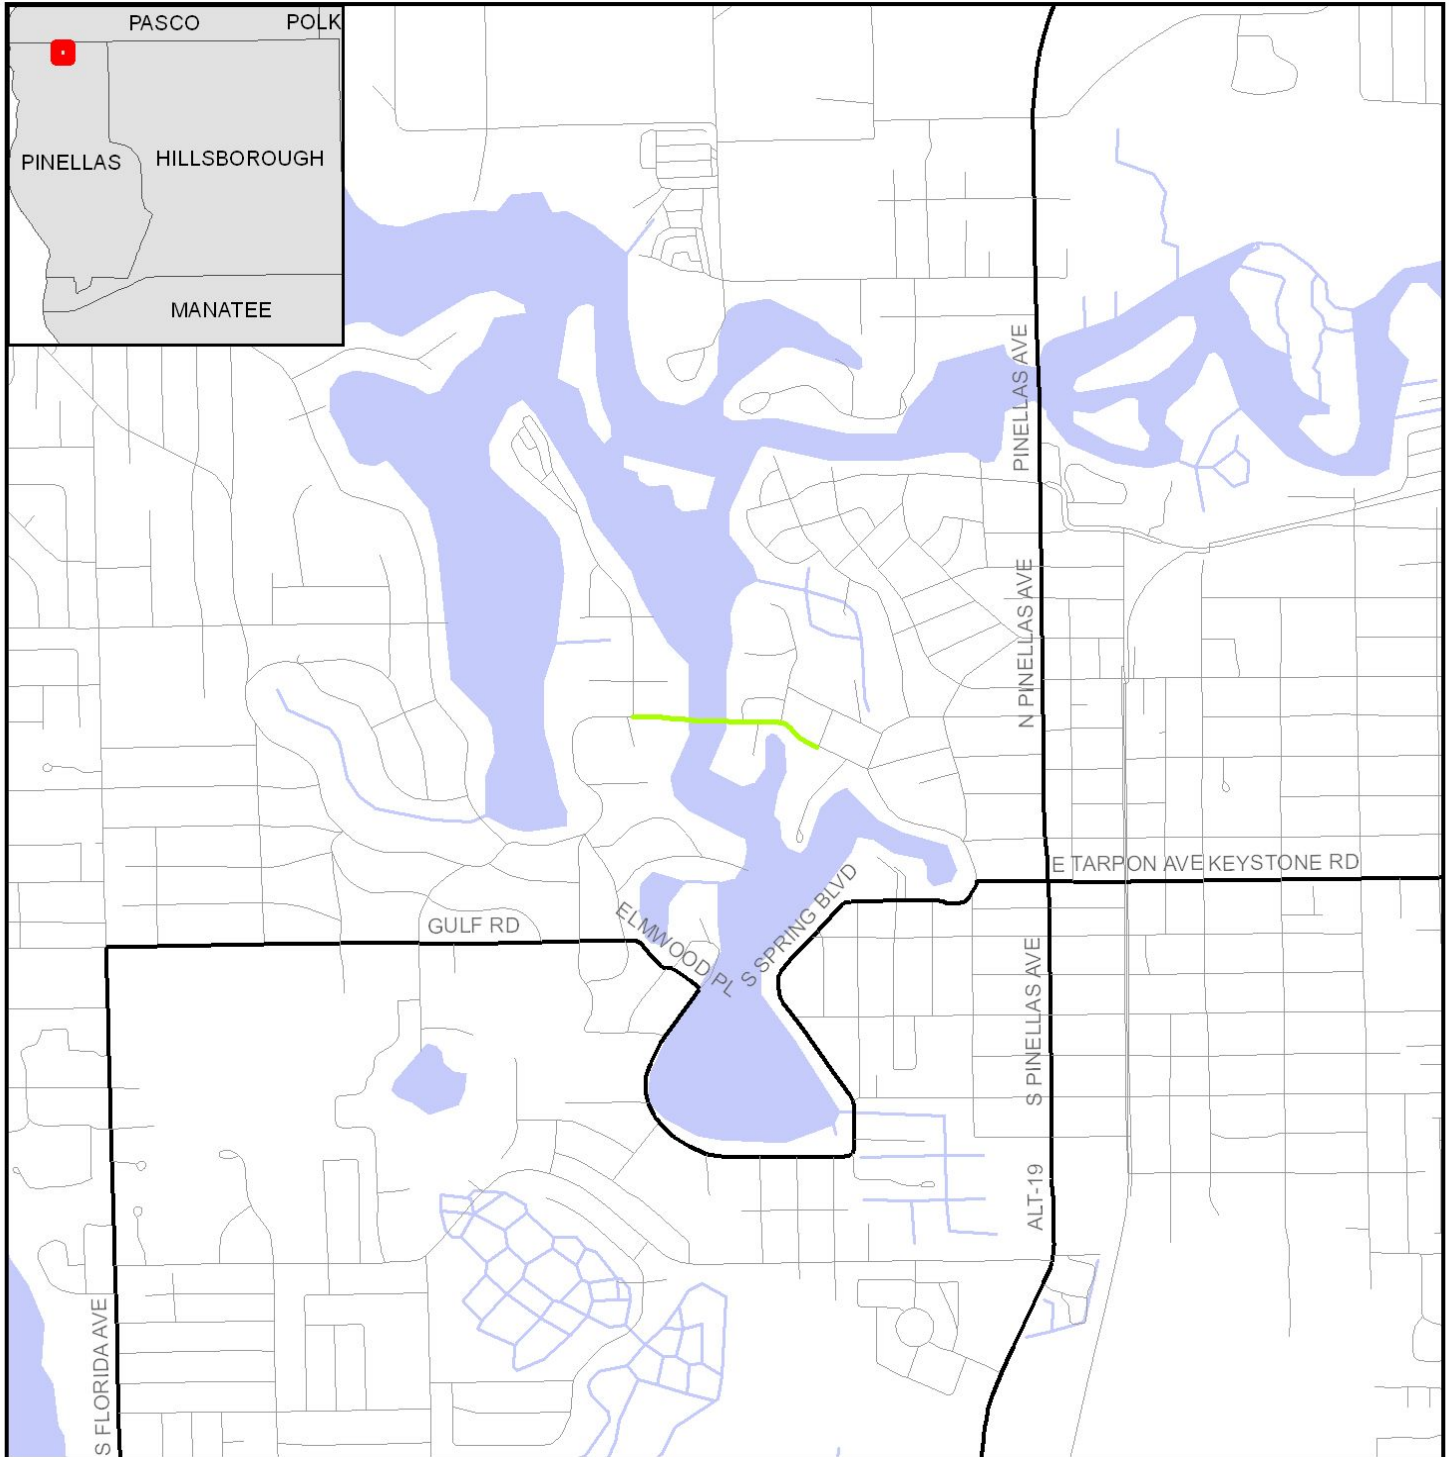 PASCO
POLK
PINELLAS
HILLSBOROUGH
MANATEE
PINELLAS AVE
N PINELLAS AVE
E TARPON AVE KEYSTONE RD
GULF RD
ELMWOOD PL
S SPRING BLVD
S PINELLAS AVE
ALT-19
S FLORIDA AVE